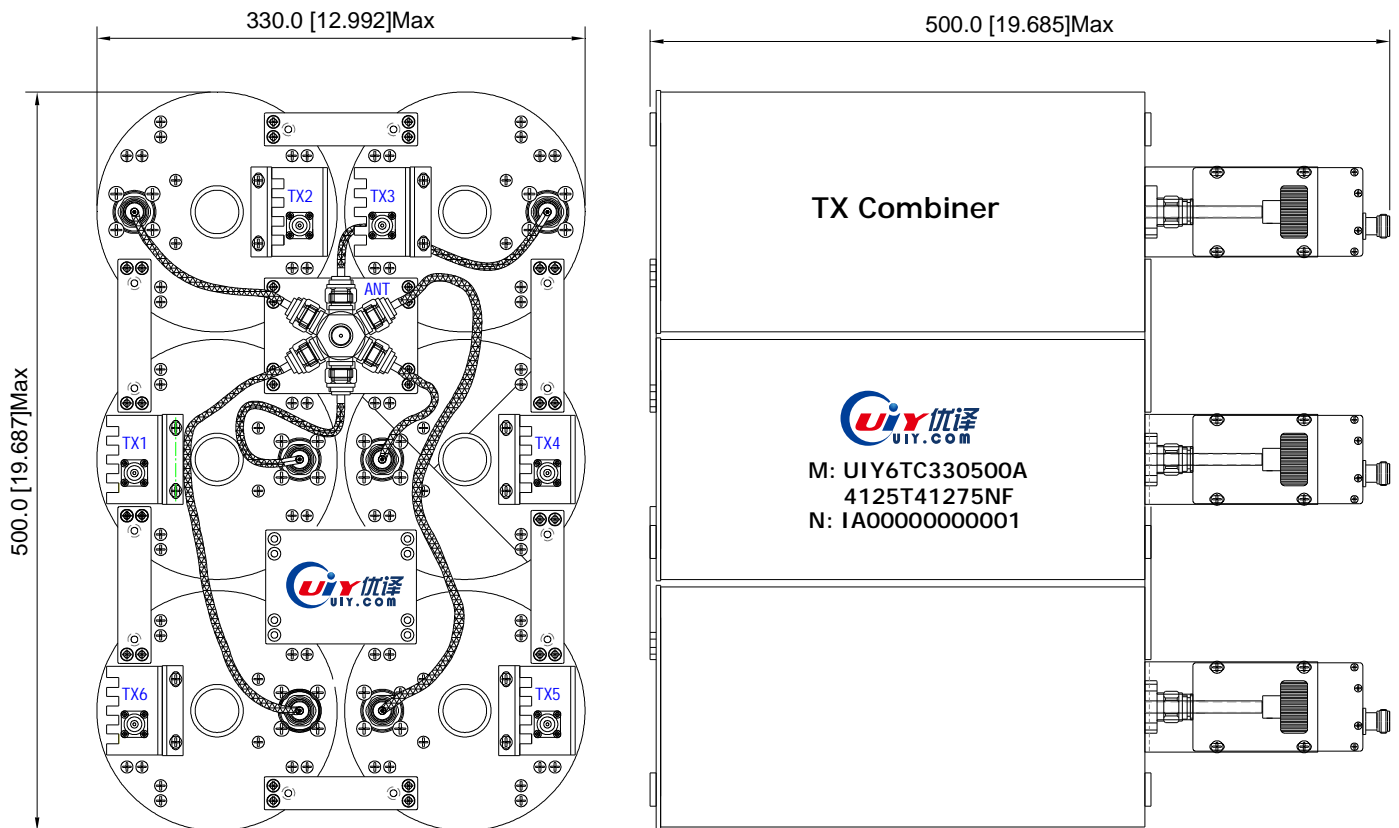 330.0 [12.992]Max
500.0 [19.685]Max
500.0 [19.687]Max
TX2
TX3
ANT
TX1
TX4
TX6
TX5
UiY优译
UIY.COM
TX Combiner
UiY优译
UIY.COM
M: UIY6TC330500A
4125T41275NF
N: IA00000000001